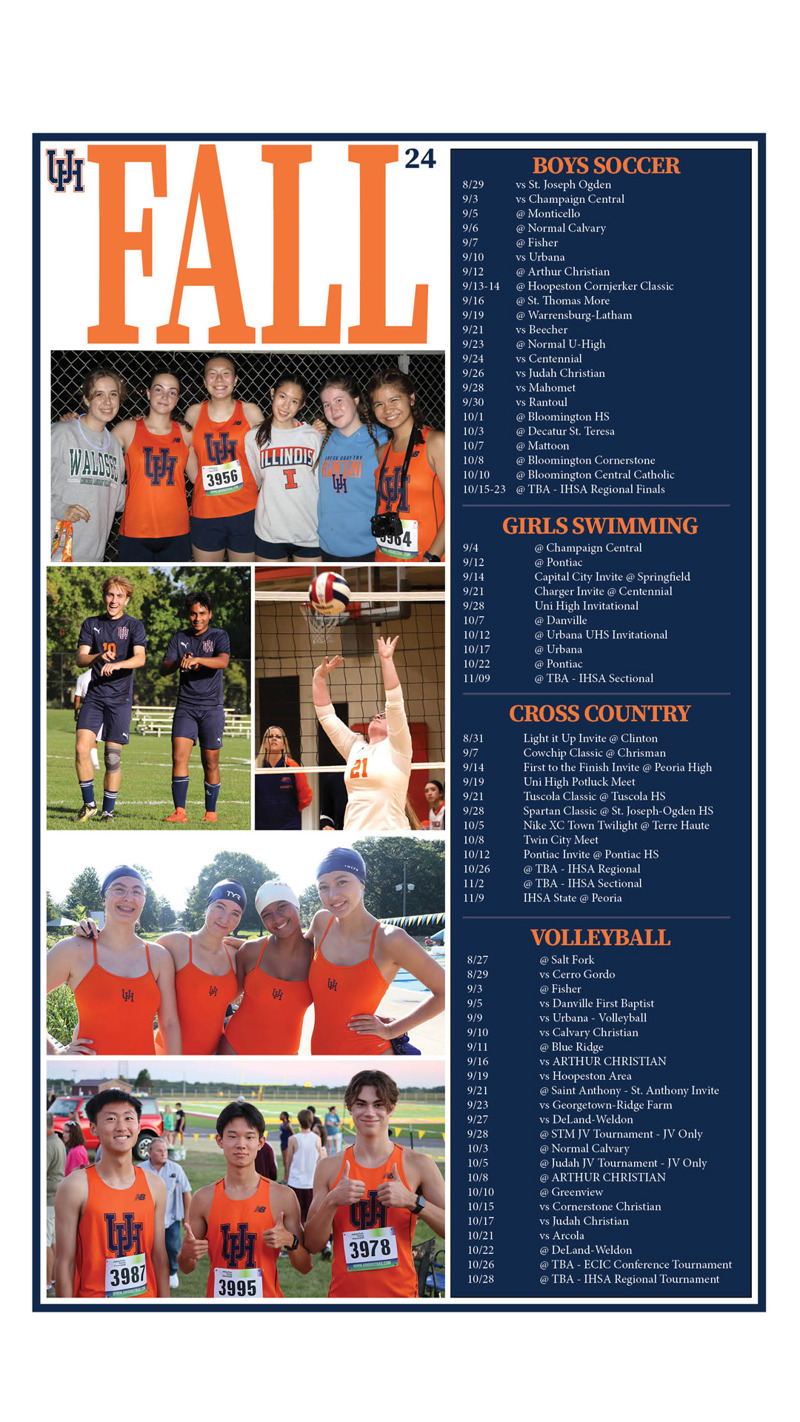 UH
FALL
24
WALDSEE
ILLINOIS
I
UH
3956
UH
UH
UH
3964
UH
10
21
TYR
UH
UH
UH
UH
UH
UH
UH
3987
3995
3978
BOYS SOCCER
8/29 vs St. Joseph Ogden
9/3 vs Champaign Central
9/5 @ Monticello
9/6 @ Normal Calvary
9/7 @ Fisher
9/10 vs Urbana
9/12 @ Arthur Christian
9/13-14 @ Hoopeston Cornjerker Classic
9/16 @ St. Thomas More
9/19 @ Warrensburg-Latham
9/21 vs Beecher
9/23 @ Normal U-High
9/24 vs Centennial
9/26 vs Judah Christian
9/28 vs Mahomet
9/30 vs Rantoul
10/1 @ Bloomington HS
10/3 @ Decatur St. Teresa
10/7 @ Mattoon
10/8 @ Bloomington Cornerstone
10/10 @ Bloomington Central Catholic
10/15-23 @ TBA - IHSA Regional Finals
GIRLS SWIMMING
9/4 @ Champaign Central
9/12 @ Pontiac
9/14 Capital City Invite @ Springfield
9/21 Charger Invite @ Centennial
9/28 Uni High Invitational
10/7 @ Danville
10/12 @ Urbana UHS Invitational
10/17 @ Urbana
10/22 @ Pontiac
11/09 @ TBA - IHSA Sectional
CROSS COUNTRY
8/31 Light it Up Invite @ Clinton
9/7 Cowchip Classic @ Chrisman
9/14 First to the Finish Invite @ Peoria High
9/19 Uni High Potluck Meet
9/21 Tuscola Classic @ Tuscola HS
9/28 Spartan Classic @ St. Joseph-Ogden HS
10/5 Nike XC Town Twilight @ Terre Haute
10/8 Twin City Meet
10/12 Pontiac Invite @ Pontiac HS
10/26 @ TBA - IHSA Regional
11/2 @ TBA - IHSA Sectional
11/9 IHSA State @ Peoria
VOLLEYBALL
8/27 @ Salt Fork
8/29 vs Cerro Gordo
9/3 @ Fisher
9/5 vs Danville First Baptist
9/9 vs Urbana - Volleyball
9/10 vs Calvary Christian
9/11 @ Blue Ridge
9/16 vs ARTHUR CHRISTIAN
9/19 vs Hoopeston Area
9/21 @ Saint Anthony - St. Anthony Invite
9/23 vs Georgetown-Ridge Farm
9/27 vs DeLand-Weldon
9/28 @ STM JV Tournament - JV Only
10/3 @ Normal Calvary
10/5 @ Judah JV Tournament - JV Only
10/8 @ ARTHUR CHRISTIAN
10/10 @ Greenview
10/15 vs Cornerstone Christian
10/17 vs Judah Christian
10/21 vs Arcola
10/22 @ DeLand-Weldon
10/26 @ TBA - ECIC Conference Tournament
10/28 @ TBA - IHSA Regional Tournament